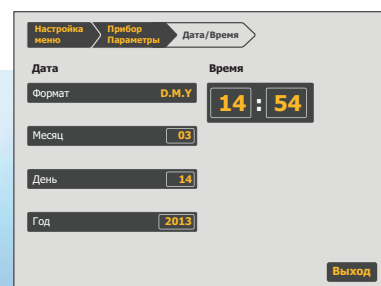 Настройка меню
Прибор Параметры
Дата/Время
Дата
Время
Формат D.M.Y
14 : 54
Месяц 03
День 14
Год 2013
Выход